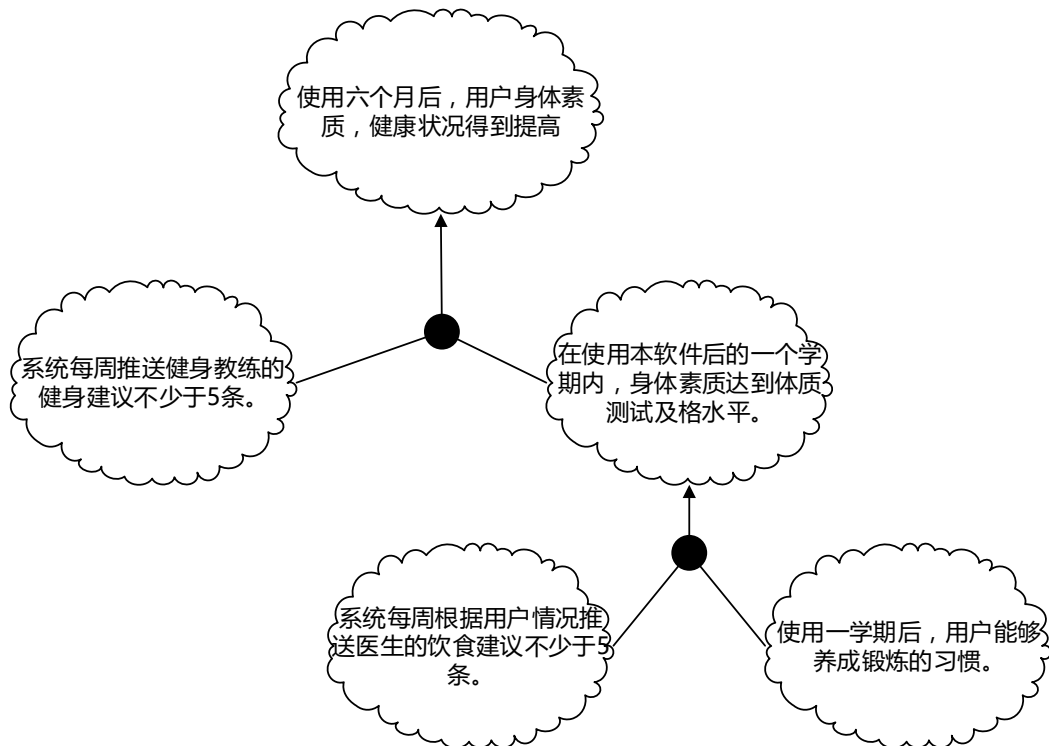 使用六个月后，用户身体素
质，健康状况得到提高
系统每周推送健身教练的
健身建议不少于5条。
在使用本软件后的一个学
期内，身体素质达到体质
测试及格水平。
系统每周根据用户情况推
送医生的饮食建议不少于5
条。
使用一学期后，用户能够
养成锻炼的习惯。